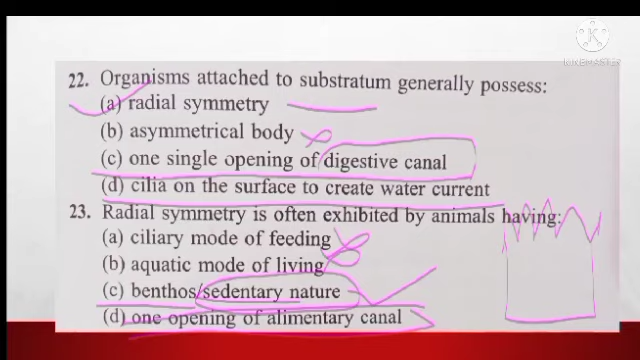 K
KINEMASTER
22. Organisms attached to substratum generally possess:
(a) radial symmetry
(b) asymmetrical body
(c) one single opening of digestive canal
(d) cilia on the surface to create water current
23. Radial symmetry is often exhibited by animals having:
(a) ciliary mode of feeding
(b) aquatic mode of living
(c) benthos/sedentary nature
(d) one opening of alimentary canal